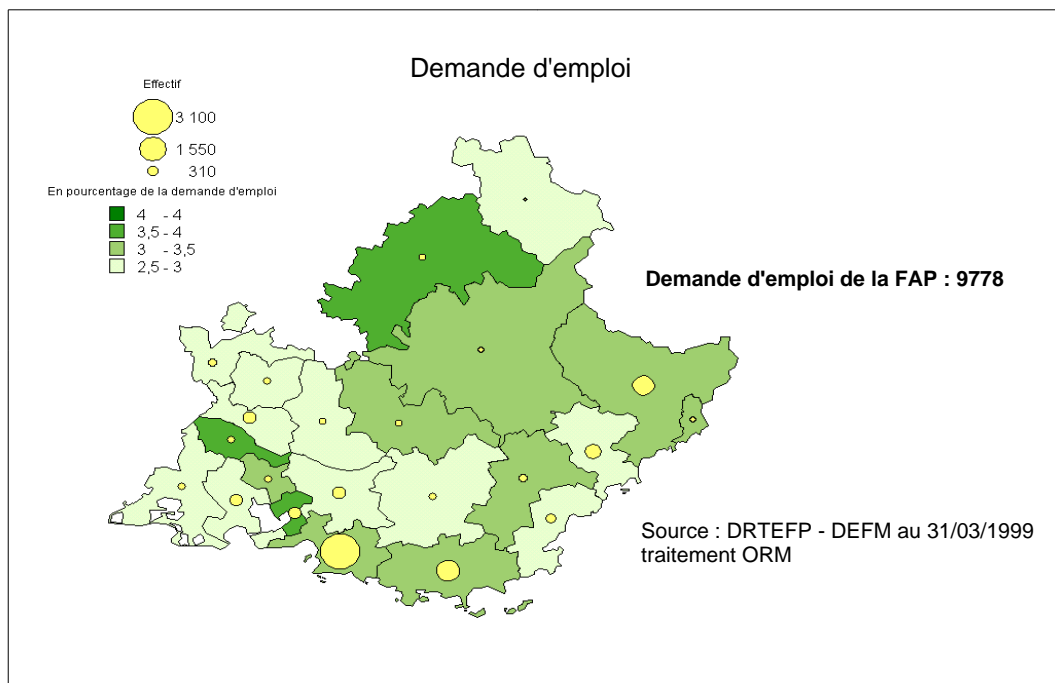 Demande d'emploi
Effectif
3 100
1 550
310
En pourcentage de la demande d'emploi
4 - 4
3,5 - 4
3 - 3,5
2,5 - 3
Demande d'emploi de la FAP : 9778
Source : DRTEFP - DEFM au 31/03/1999
traitement ORM